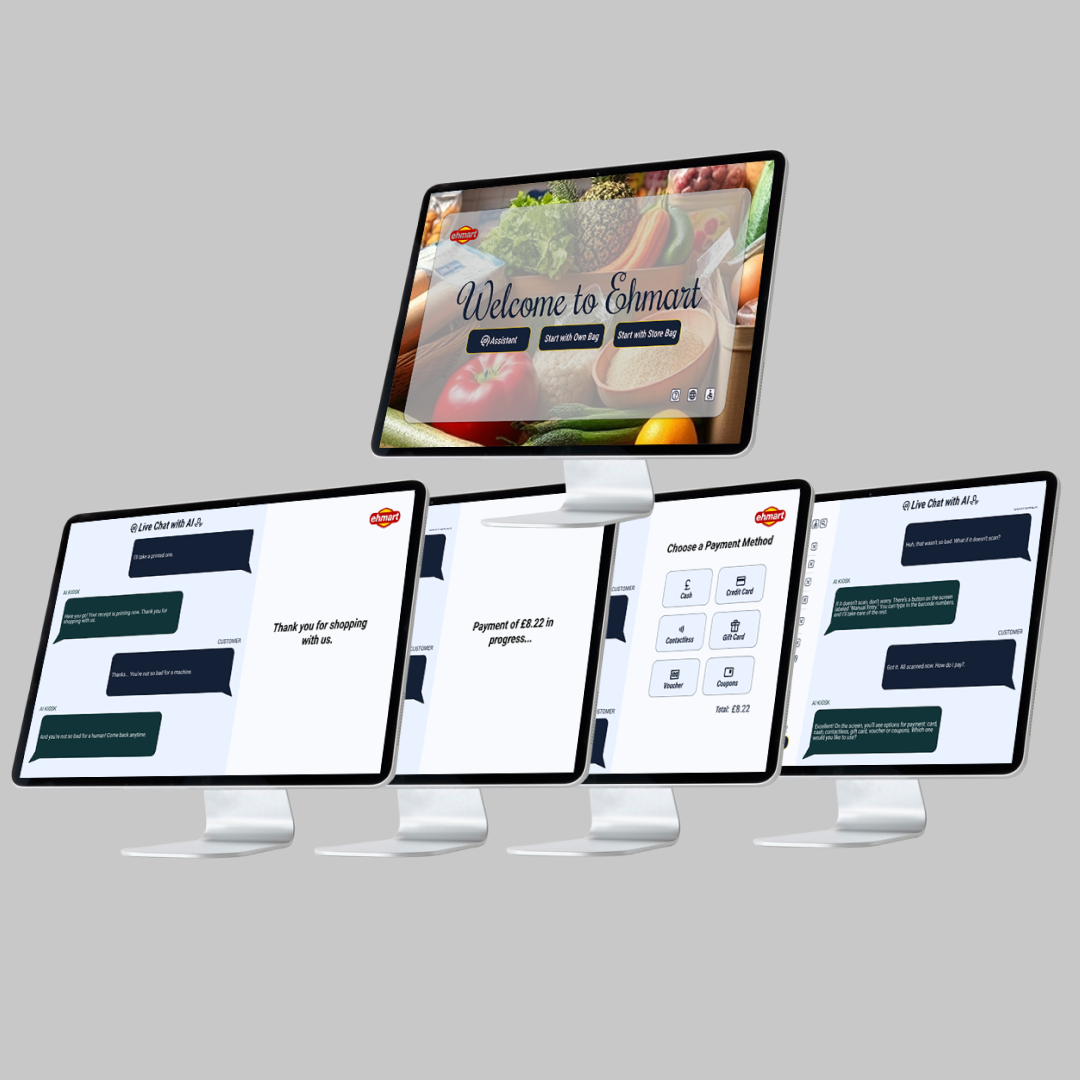 ehmart
Welcome to Ehmart
Assistant
Start with Own Bag
Start with Store Bag
Live Chat with AI
I'll take a printed one.
AI KIOSK
Here you go! Your receipt is printing now. Thank you for
shopping with us.
CUSTOMER
Thanks... You're not so bad for a machine.
AI KIOSK
And you're not so bad for a human! Come back anytime.
ehmart
Thank you for shopping
with us.
CUSTOMER
Payment of £8.22 in
progress...
CUSTOMER
STOMER
ehmart
Choose a Payment Method
£
Cash
Credit Card
Contactless
Gift Card
Voucher
Coupons
Total: £8.22
Live Chat with AI
Huh, that wasn't so bad. What if it doesn't scan?
AI KIOSK
If it doesn't scan, don't worry. There's a button on the screen
labeled "Manual Entry." You can type in the barcode numbers,
and I'll take care of the rest.
CUSTOMER
Got it. All scanned now. How do I pay?
AI KIOSK
Excellent! On the screen, you'll see options for payment: card,
cash, contactless, gift card, voucher or coupons. Which one
would you like to use?